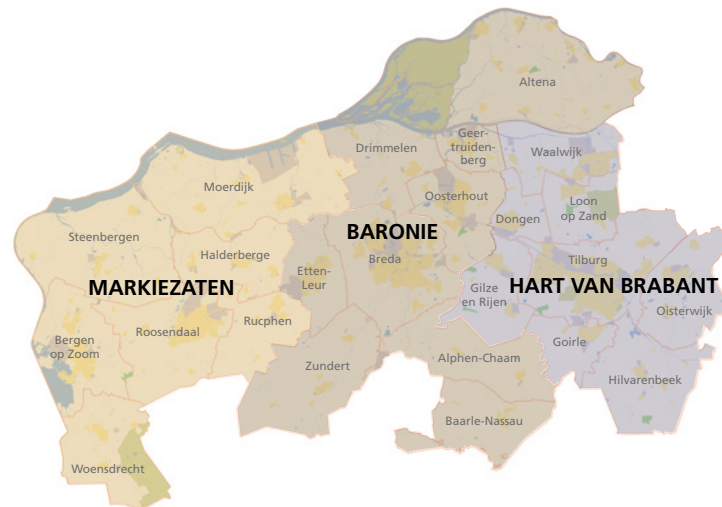 Altena
Geer-
truiden-
berg
Drimmelen
Waalwijk
Moerdijk
Oosterhout
Loon
op Zand
Dongen
Steenbergen
BARONIE
Halderberge
Breda
Etten-
Leur
Tilburg
MARKIEZATEN
HART VAN BRABANT
Gilze
en Rijen
Oisterwijk
Rucphen
Roosendaal
Bergen
op Zoom
Goirle
Zundert
Alphen-Chaam
Hilvarenbeek
Baarle-Nassau
Woensdrecht